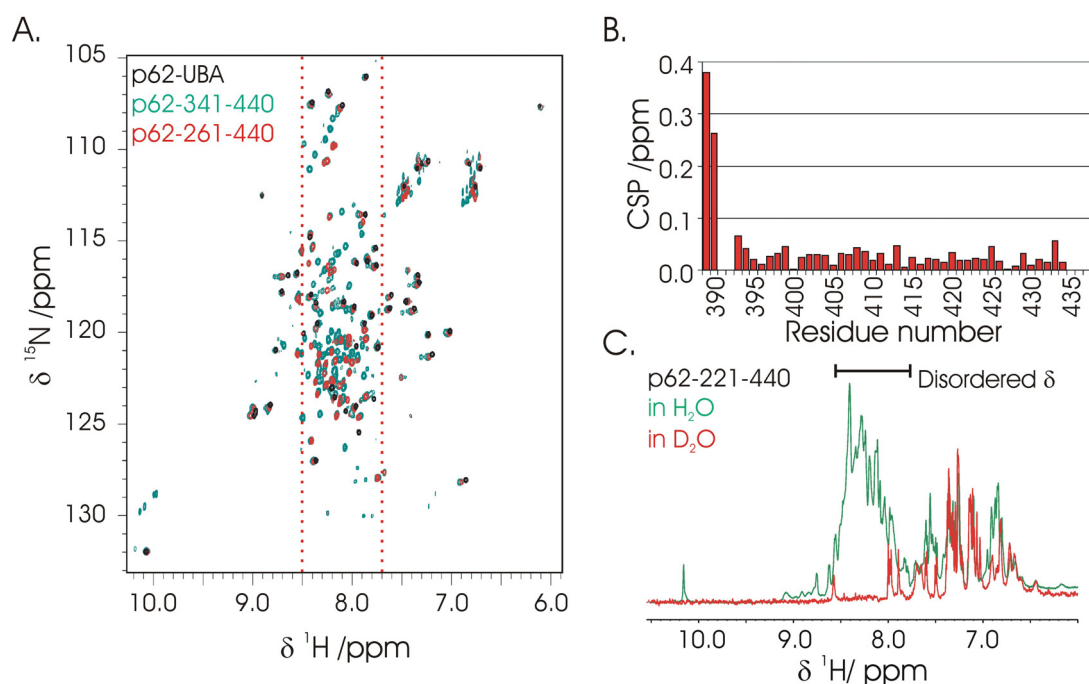 A.
p62-UBA
p62-341-440
p62-261-440
105
110
115
120
125
130
δ ¹⁵N /ppm
10.0 9.0 8.0 7.0 6.0
δ ¹H /ppm
B.
0.4
0.3
0.2
0.1
0.0
CSP /ppm
390 395 400 405 410 415 420 425 430 435
Residue number
C.
p62-221-440
Disordered δ
in H₂O
in D₂O
10.0 9.0 8.0 7.0
δ ¹H/ ppm